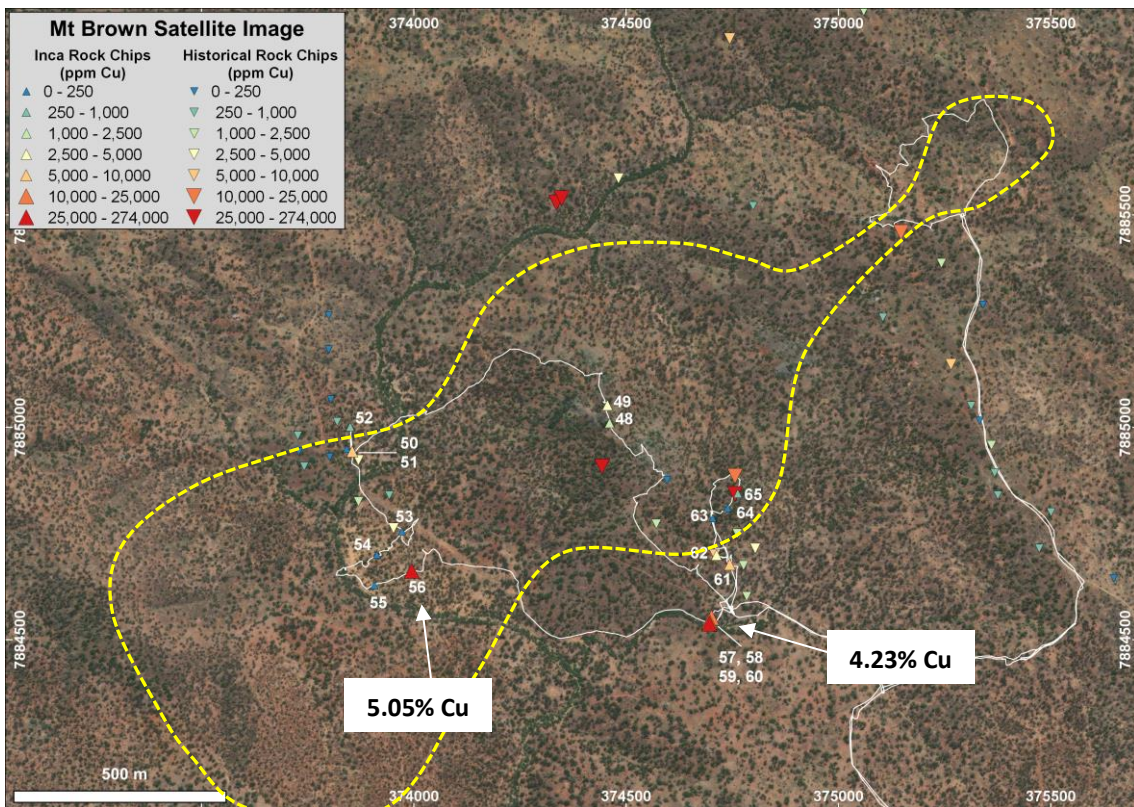 Mt Brown Satellite Image
Inca Rock Chips
(ppm Cu)
0 - 250
250 - 1,000
1,000 - 2,500
2,500 - 5,000
5,000 - 10,000
10,000 - 25,000
25,000 - 274,000
Historical Rock Chips
(ppm Cu)
0 - 250
250 - 1,000
1,000 - 2,500
2,500 - 5,000
5,000 - 10,000
10,000 - 25,000
25,000 - 274,000
374000
374500
375000
375500
7885500
7885500
49
48
7885000
52
7885000
50
51
65
64
63
53
54
62
61
56
55
7884500
7884500
57, 58
59, 60
4.23% Cu
5.05% Cu
500 m
374000
374500
375000
375500